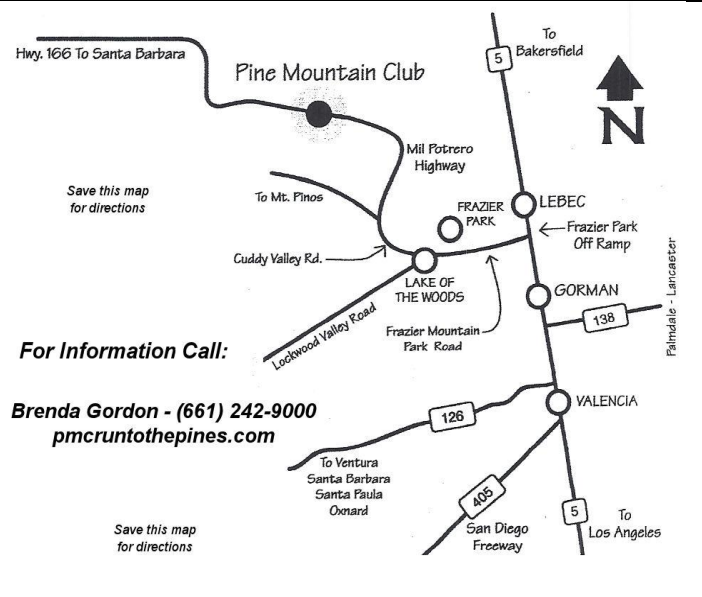 To
Bakersfield
5
Hwy. 166 To Santa Barbara
Pine Mountain Club
N
Mil Potrero
Highway
Save this map
for directions
To Mt. Pinos
FRAZIER
PARK
LEBEC
Frazier Park
Off Ramp
Cuddy Valley Rd.
LAKE OF
THE WOODS
GORMAN
Palmdale - Lancaster
138
Lockwood Valley Road
Frazier Mountain
Park Road
For Information Call:
Brenda Gordon - (661) 242-9000
pmcruntothepines.com
VALENCIA
126
To Ventura
Santa Barbara
Santa Paula
Oxnard
405
San Diego
Freeway
5
To
Los Angeles
Save this map
for directions